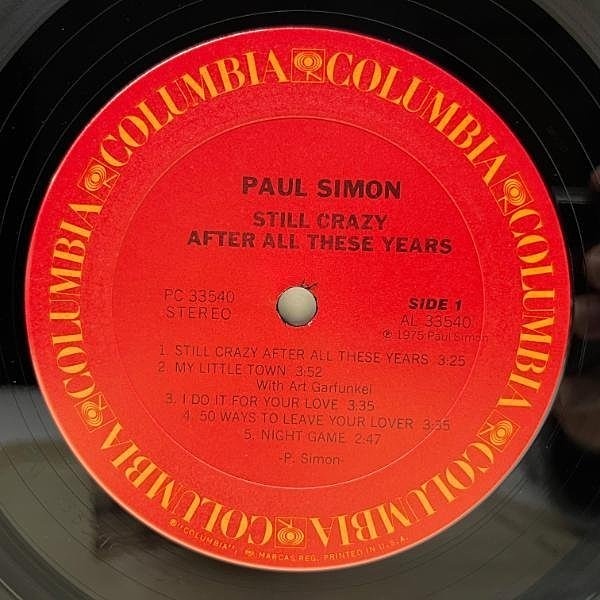 COLUMBIA COLUMBIA COLUMBIA COLUMBIA COLUMBIA COLUMBIA
PAUL SIMON
STILL CRAZY
AFTER ALL THESE YEARS
PC 33540
STEREO
SIDE 1
AL 33540
℗ 1975 Paul Simon
1. STILL CRAZY AFTER ALL THESE YEARS 3:25
2. MY LITTLE TOWN 3:52
With Art Garfunkel
3. I DO IT FOR YOUR LOVE 3:35
4. 50 WAYS TO LEAVE YOUR LOVER 3:35
5. NIGHT GAME 2:47
-P. Simon-
® "COLUMBIA", MARCAS REG. PRINTED IN U.S.A.